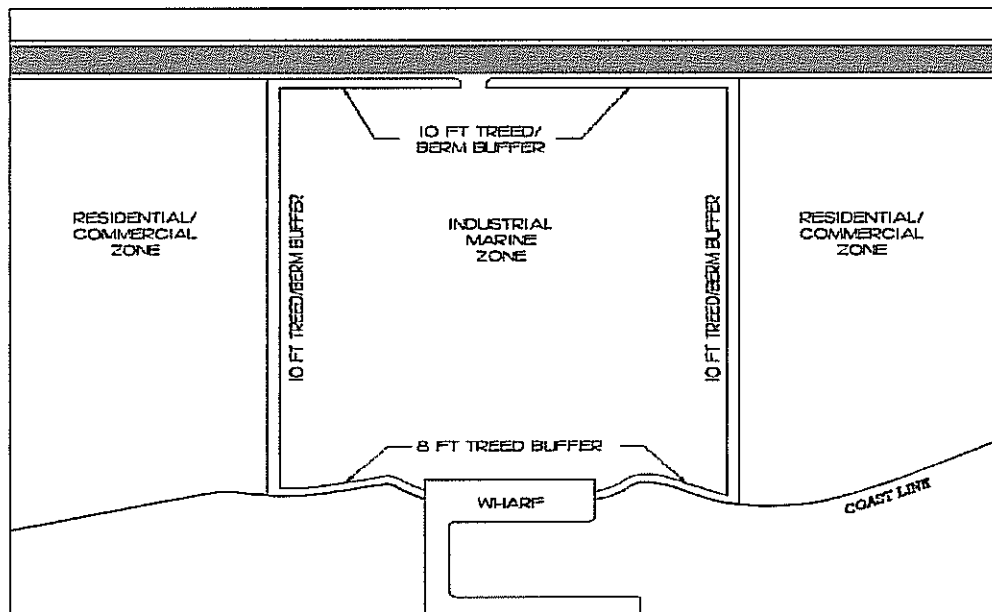 10 FT TREED/
BERM BUFFER
RESIDENTIAL/
COMMERCIAL
ZONE
10 FT TREED/BERM BUFFER
INDUSTRIAL
MARINE
ZONE
10 FT TREED/BERM BUFFER
RESIDENTIAL/
COMMERCIAL
ZONE
8 FT TREED BUFFER
WHARF
COAST LINE